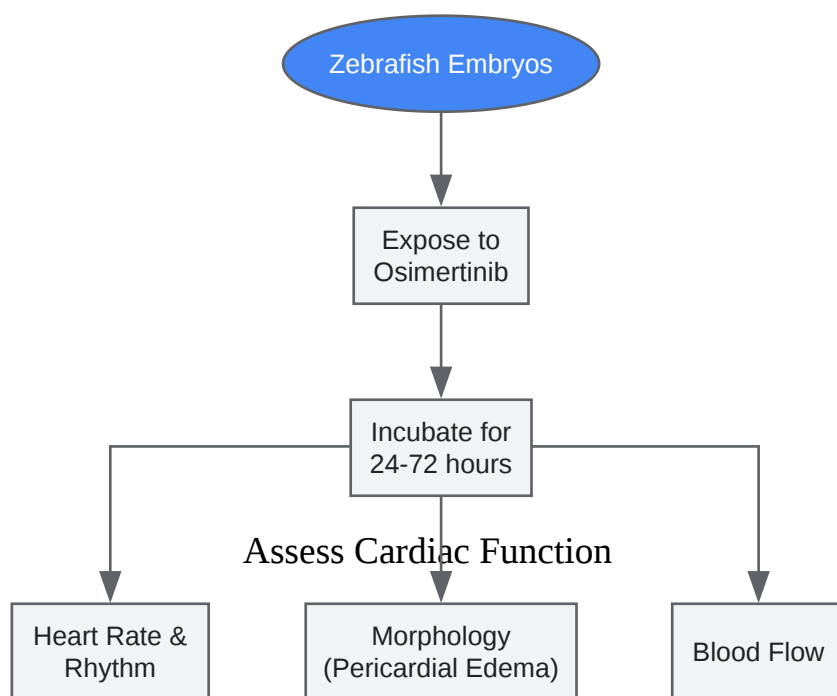 Zebrafish Embryos
Expose to
Osimertinib
Incubate for
24-72 hours
Assess Cardiac Function
Heart Rate &
Rhythm
Morphology
(Pericardial Edema)
Blood Flow